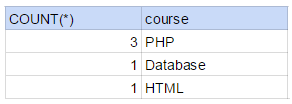 COUNT(*) course
3 PHP
1 Database
1 HTML